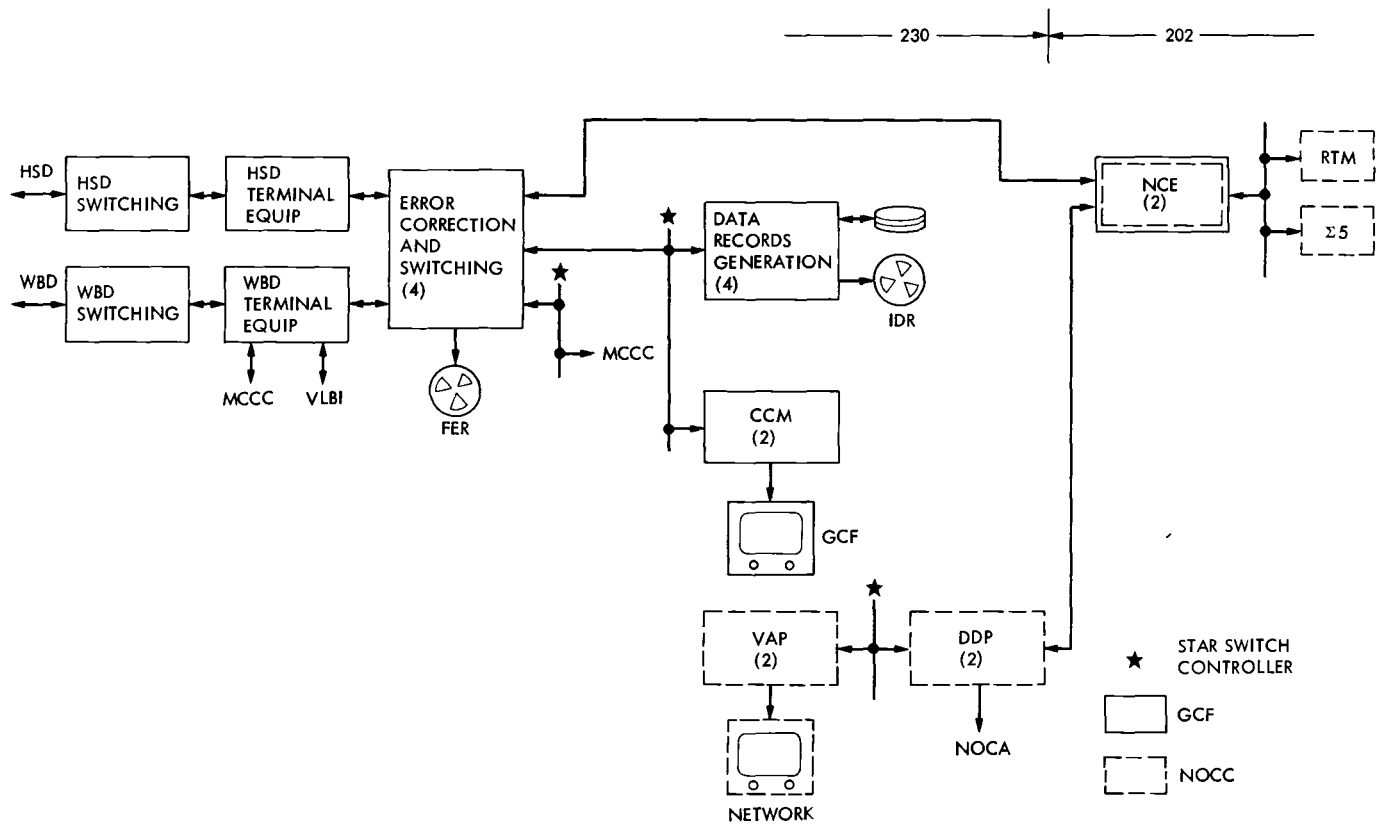 230
202
HSD
HSD
SWITCHING
HSD
TERMINAL
EQUIP
ERROR
CORRECTION
AND
SWITCHING
(4)
WBD
WBD
SWITCHING
WBD
TERMINAL
EQUIP
MCCC
VLBI
FER
MCCC
DATA
RECORDS
GENERATION
(4)
IDR
NCE
(2)
RTM
Σ5
CCM
(2)
GCF
VAP
(2)
NETWORK
DDP
(2)
NOCA
STAR SWITCH
CONTROLLER
GCF
NOCC